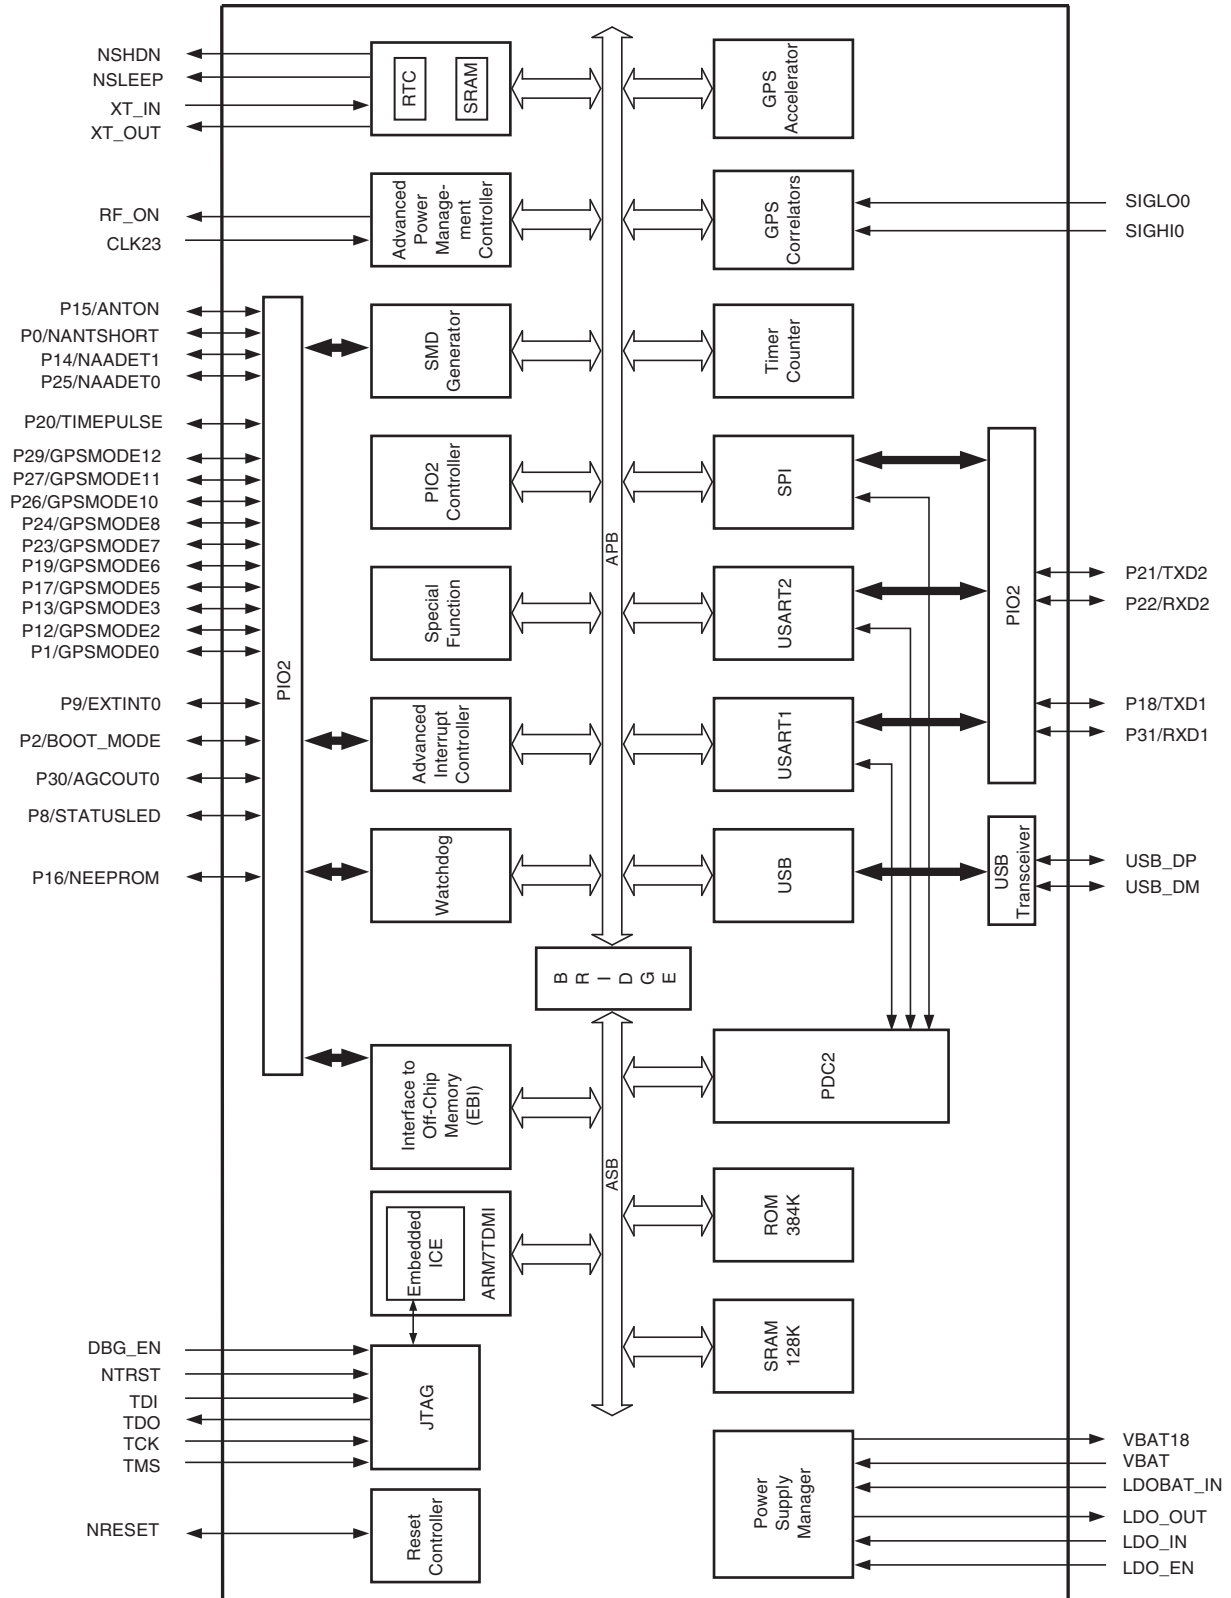 NSHDN
NSLEEP
XT_IN
XT_OUT
RTC
SRAM
GPS
Accelerator
RF_ON
CLK23
Advanced
Power
Manage-
ment
Controller
GPS
Correlators
SIGLO0
SIGHI0
P15/ANTON
P0/NANTSHORT
P14/NAADET1
P25/NAADET0
P20/TIMEPULSE
P29/GPSMODE12
P27/GPSMODE11
P26/GPSMODE10
P24/GPSMODE8
P23/GPSMODE7
P19/GPSMODE6
P17/GPSMODE5
P13/GPSMODE3
P12/GPSMODE2
P1/GPSMODE0
P9/EXTINT0
P2/BOOT_MODE
P30/AGCOUT0
P8/STATUSLED
P16/NEEPROM
PIO2
SMD
Generator
PIO2
Controller
Special
Function
Advanced
Interrupt
Controller
Watchdog
APB
Timer
Counter
SPI
USART2
USART1
USB
PIO2
USB
Transceiver
P21/TXD2
P22/RXD2
P18/TXD1
P31/RXD1
USB_DP
USB_DM
BRIDGE
Interface to
Off-Chip
Memory
(EBI)
PDC2
ASB
Embedded
ICE
ARM7TDMI
ROM
384K
SRAM
128K
DBG_EN
NTRST
TDI
TDO
TCK
TMS
JTAG
NRESET
Reset
Controller
Power
Supply
Manager
VBAT18
VBAT
LDOBAT_IN
LDO_OUT
LDO_IN
LDO_EN